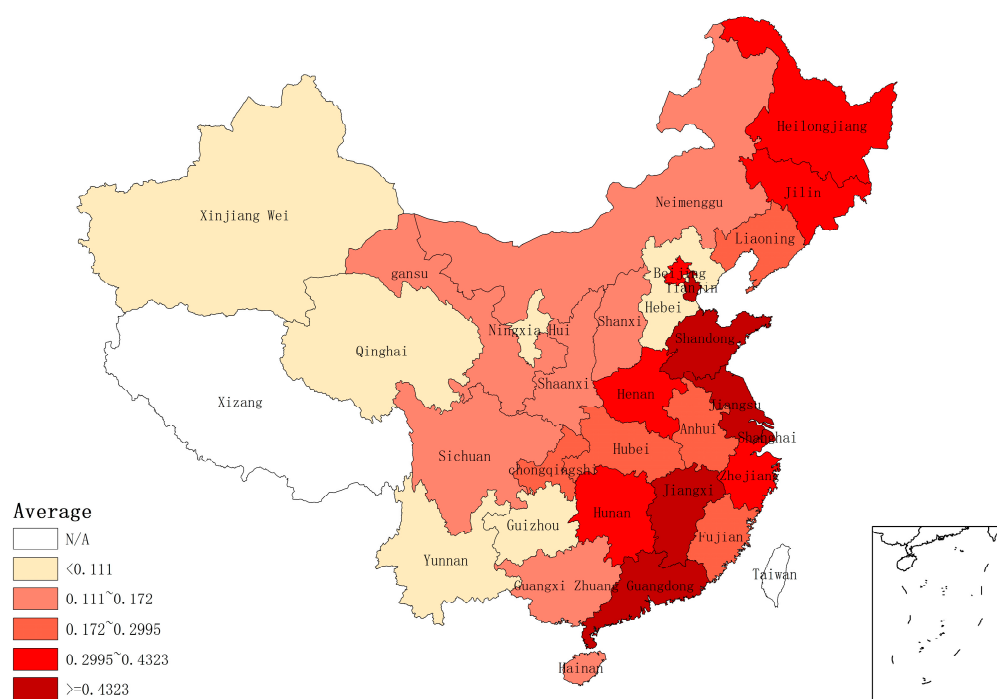 Heilongjiang
Jilin
Xinjiang Wei
Neimenggu
Liaoning
gansu
Beijing
Tianjin
Hebei
Ningxia Hui
Shanxi
Shandong
Qinghai
Shaanxi
Henan
Xizang
Jiangsu
Anhui
Shanghai
Sichuan
Hubei
chongqingshi
Zhejiang
Jiangxi
Hunan
Guizhou
Fujian
Yunnan
Taiwan
Guangxi Zhuang
Guangdong
Hainan
Average
N/A
<0.111
0.111~0.172
0.172~0.2995
0.2995~0.4323
>=0.4323